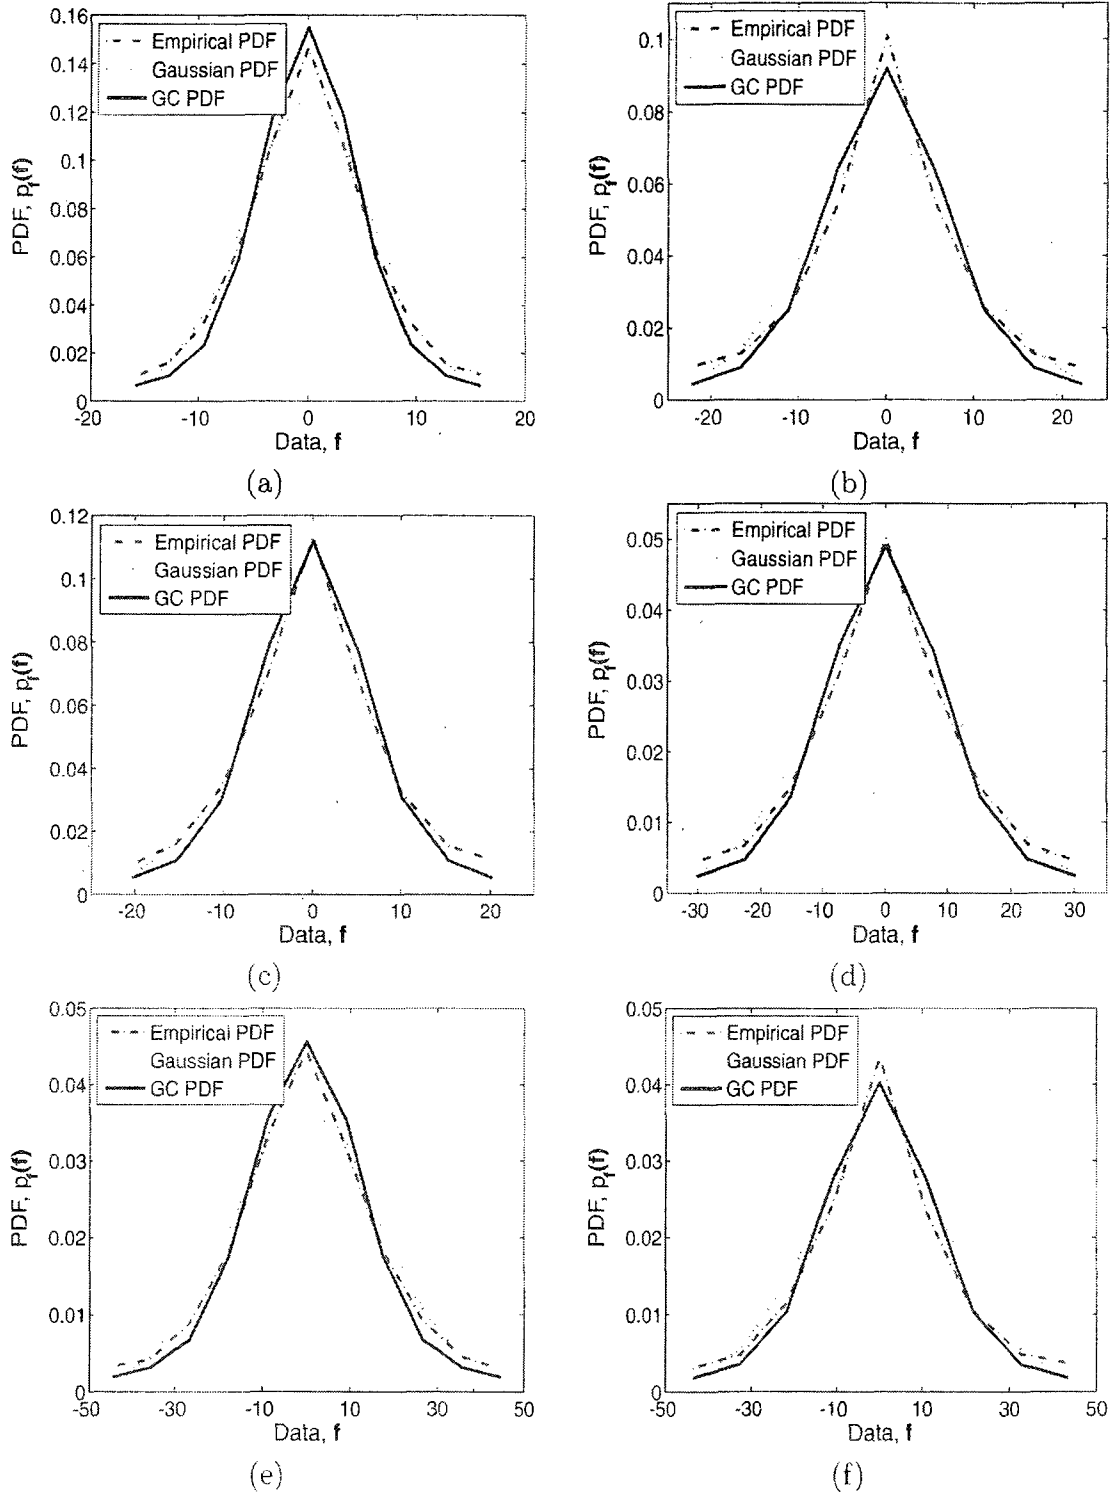 0.16
0.14
0.12
0.1
0.08
0.06
0.04
0.02
0
Empirical PDF
Gaussian PDF
GC PDF
PDF, p_f(f)
-20 -10 0 10 20
Data, f
(a)
0.1
0.08
0.06
0.04
0.02
0
Empirical PDF
Gaussian PDF
GC PDF
PDF, p_f(f)
-20 -10 0 10 20
Data, f
(b)
0.12
0.1
0.08
0.06
0.04
0.02
0
Empirical PDF
Gaussian PDF
GC PDF
PDF, p_f(f)
-20 -10 0 10 20
Data, f
(c)
0.05
0.04
0.03
0.02
0.01
0
Empirical PDF
Gaussian PDF
GC PDF
PDF, p_f(f)
-30 -20 -10 0 10 20 30
Data, f
(d)
0.05
0.04
0.03
0.02
0.01
0
Empirical PDF
Gaussian PDF
GC PDF
PDF, p_f(f)
-50 -30 -10 10 30 50
Data, f
(e)
0.05
0.04
0.03
0.02
0.01
0
Empirical PDF
Gaussian PDF
GC PDF
PDF, p_f(f)
-50 -30 -10 10 30 50
Data, f
(f)